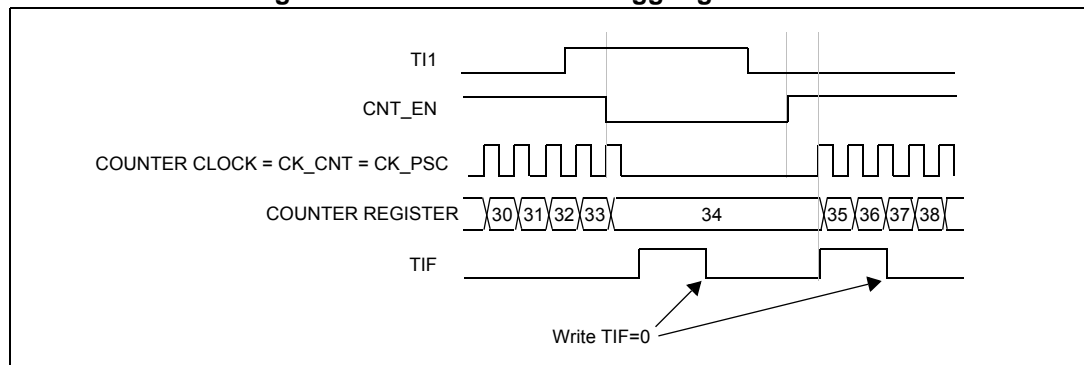 TI1
CNT_EN
COUNTER CLOCK = CK_CNT = CK_PSC
COUNTER REGISTER 30 31 32 33 34 35 36 37 38
TIF
Write TIF=0